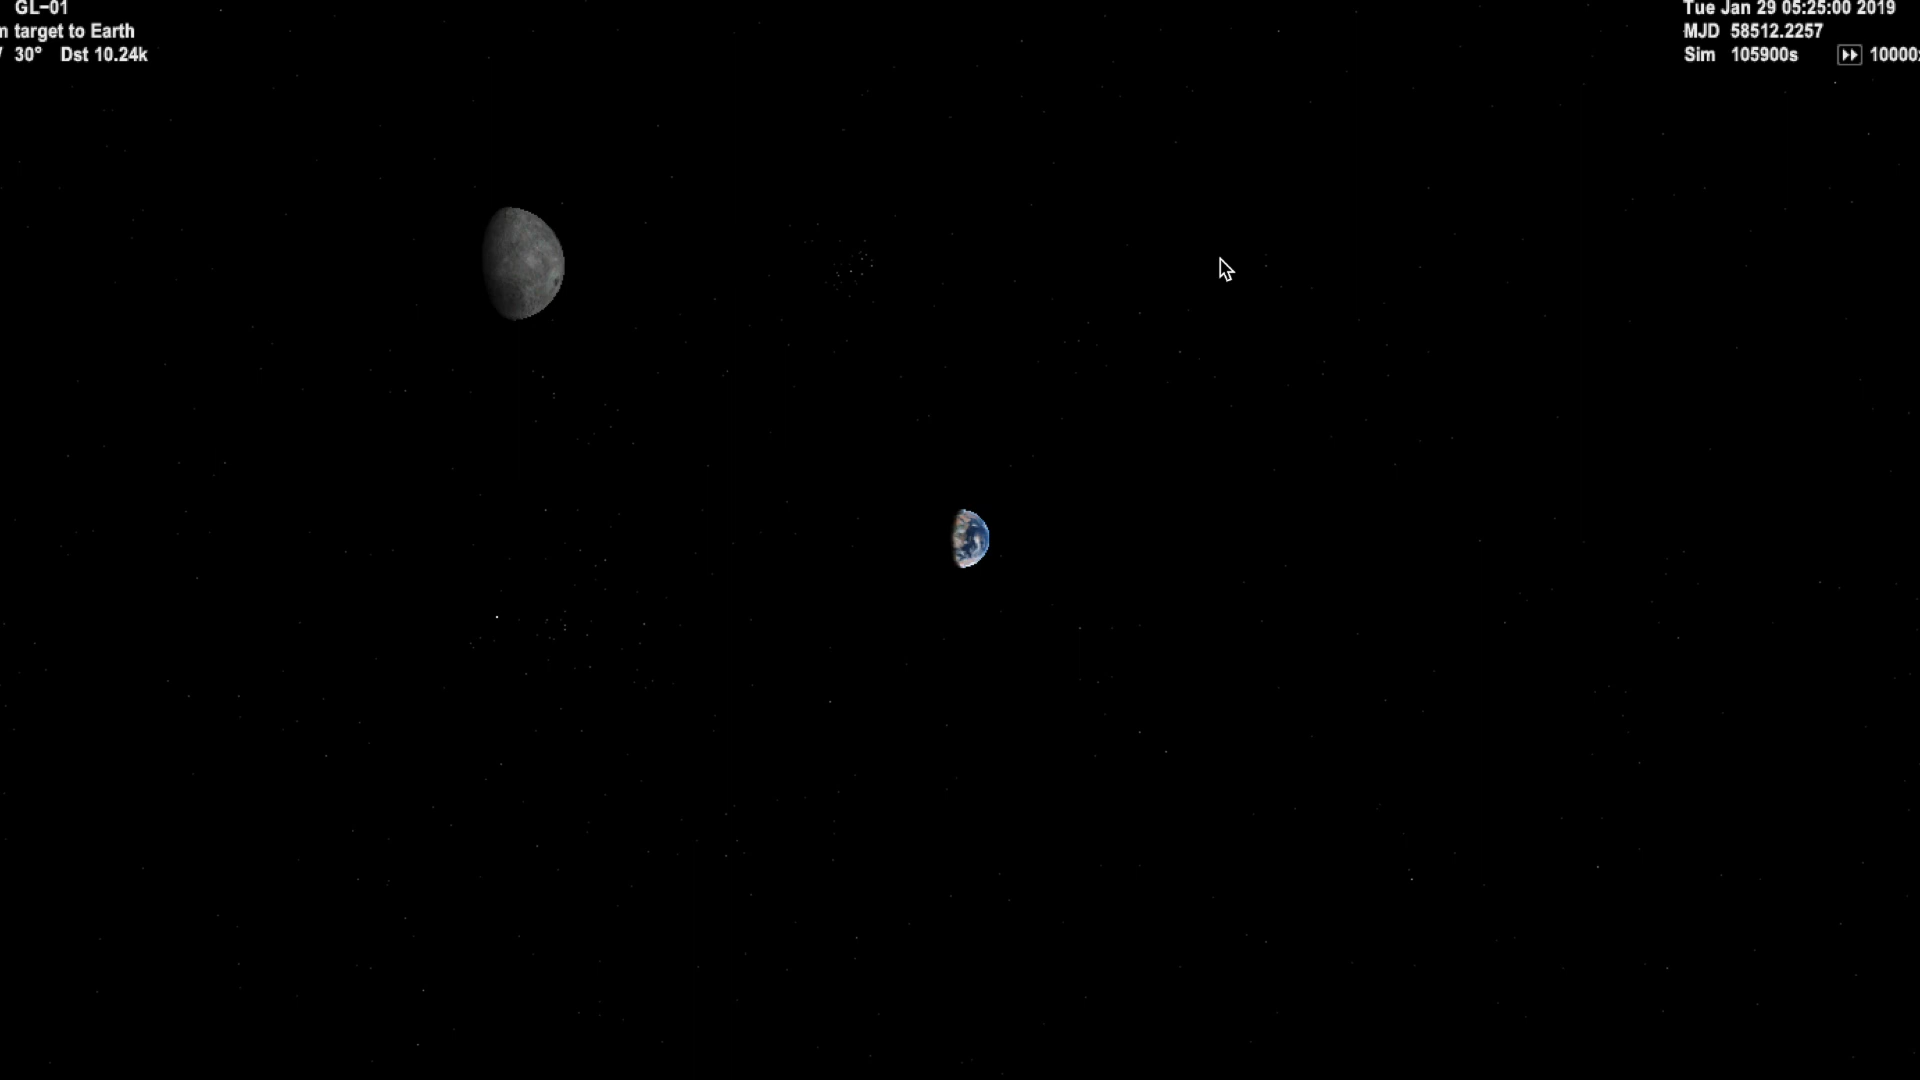 GL-01
target to Earth
30° Dst 10.24k
Tue Jan 29 05:25:00 2019
MJD 58512.2257
Sim 105900s 10000